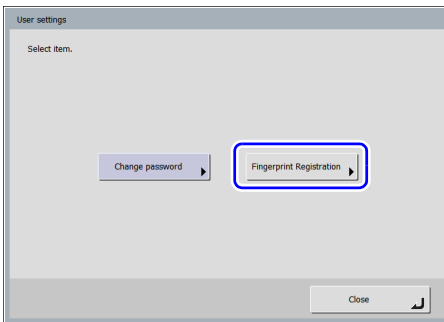 User settings
Select item.
Change password
Fingerprint Registration
Close